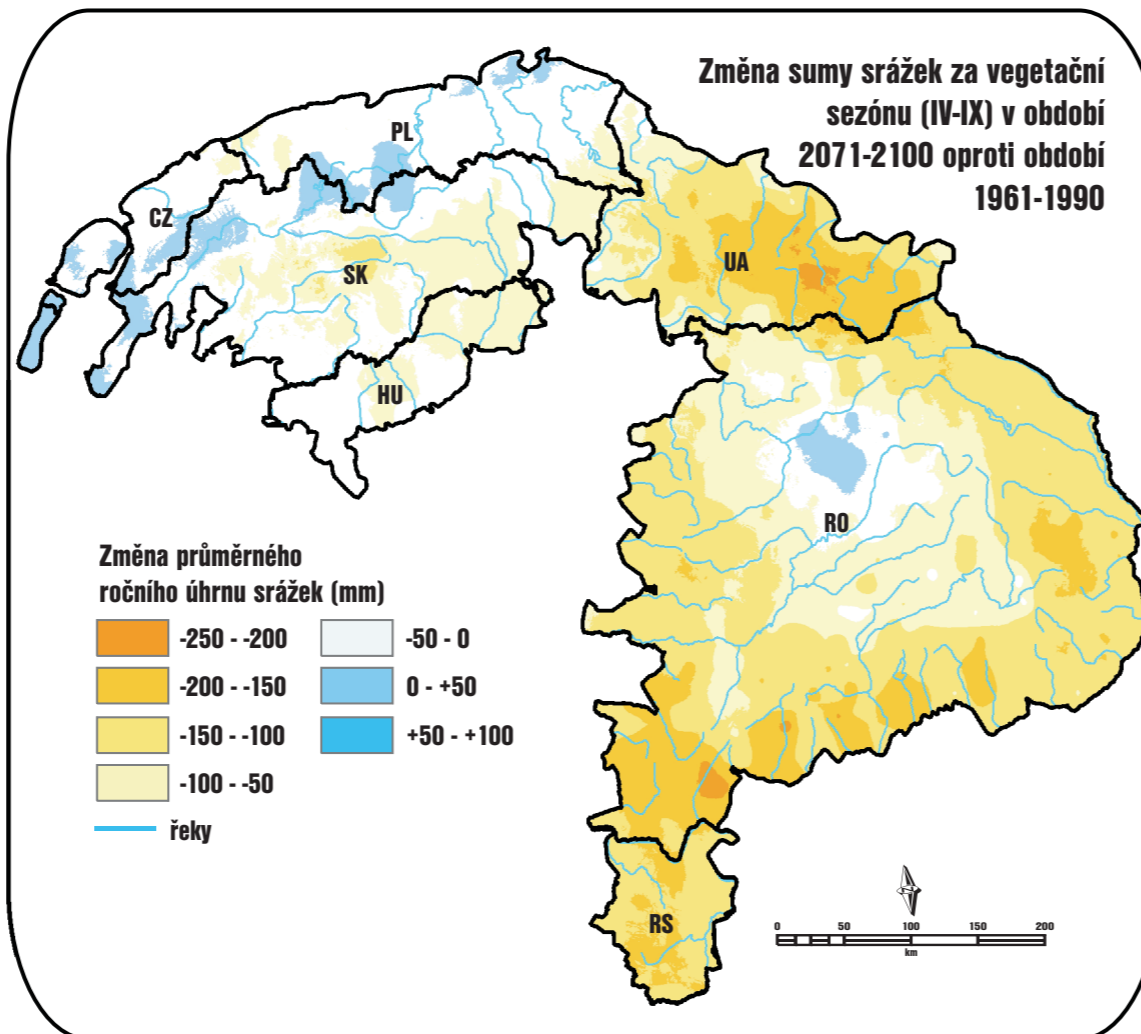 Změna sumy srážek za vegetační
sezónu (IV-IX) v období
2071-2100 oproti období
1961-1990
PL
CZ
SK
UA
HU
RO
RS
Změna průměrného
ročního úhrnu srážek (mm)
-250 - -200
-200 - -150
-150 - -100
-100 - -50
-50 - 0
0 - +50
+50 - +100
řeky
0 50 100 150 200
km